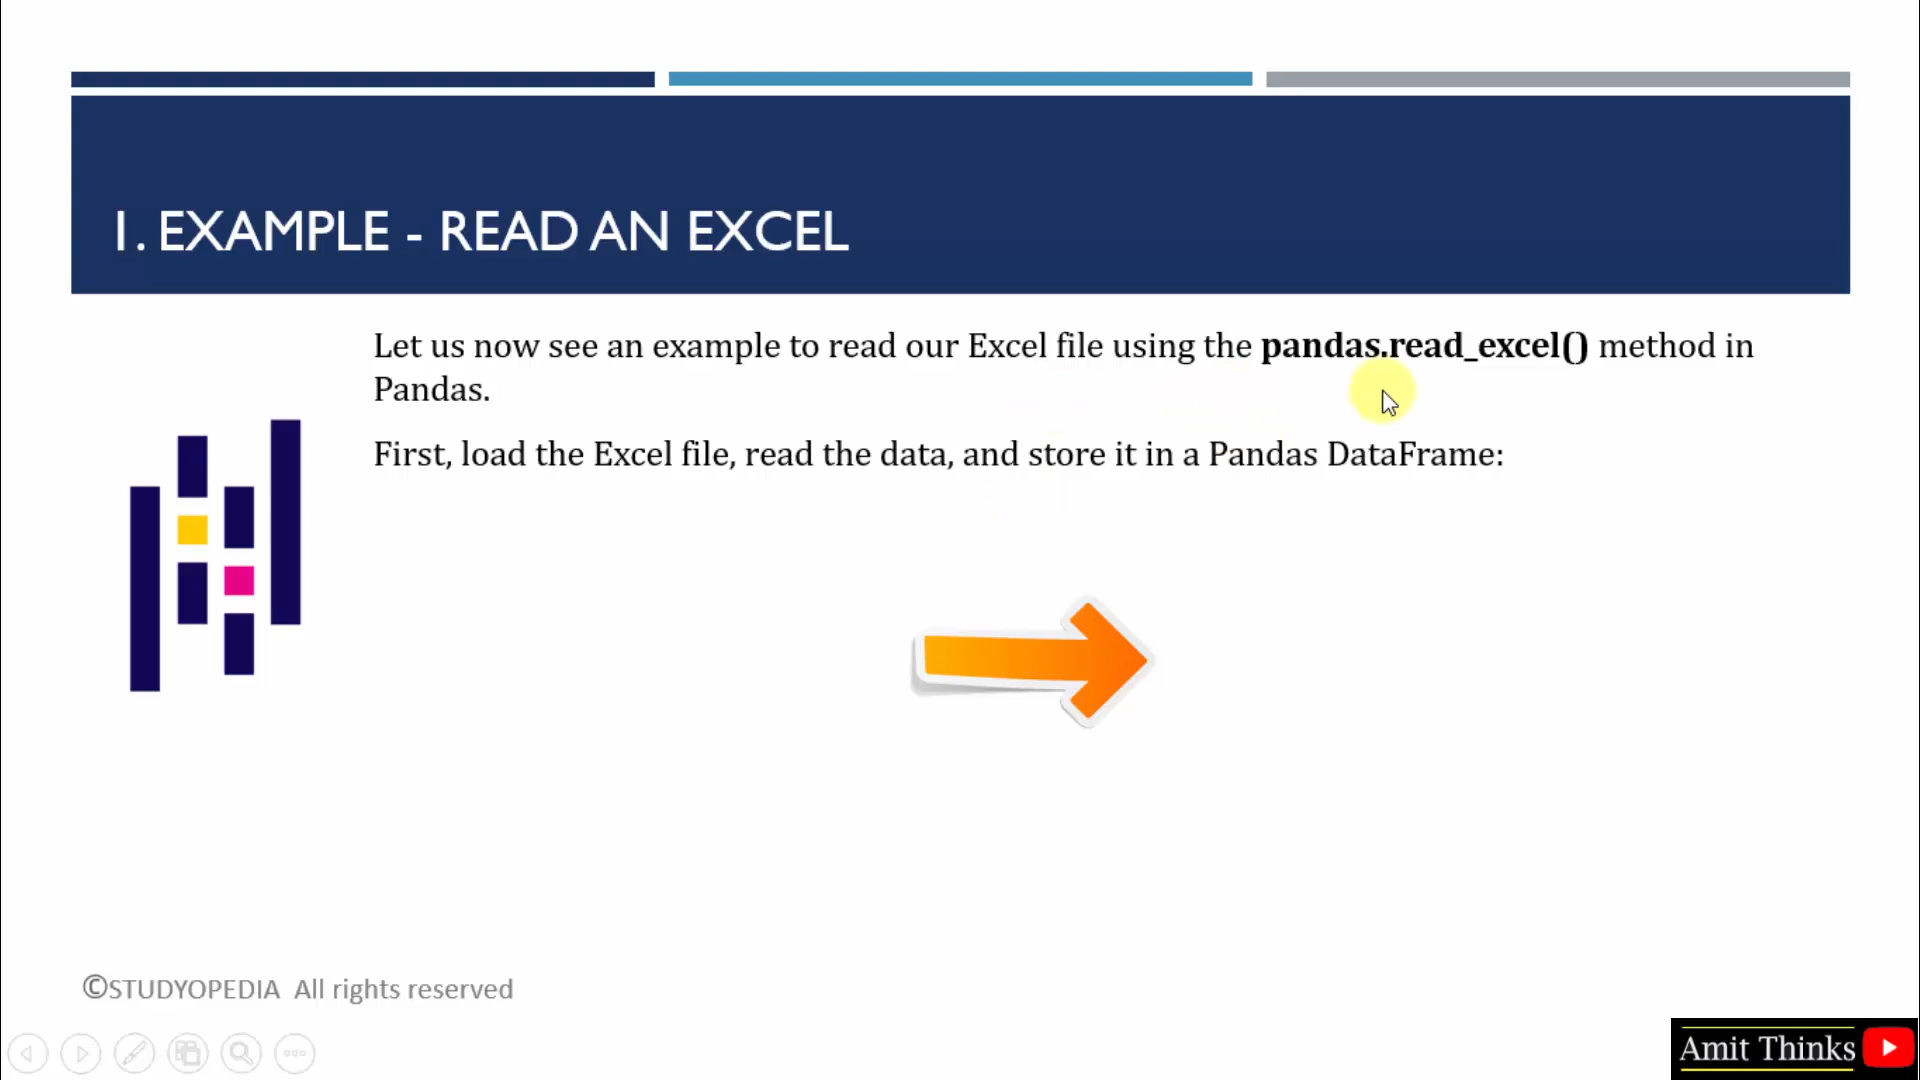 1. EXAMPLE - READ AN EXCEL
Let us now see an example to read our Excel file using the pandas.read_excel() method in
Pandas.
First, load the Excel file, read the data, and store it in a Pandas DataFrame:
©STUDYOPEDIA All rights reserved
Amit Thinks